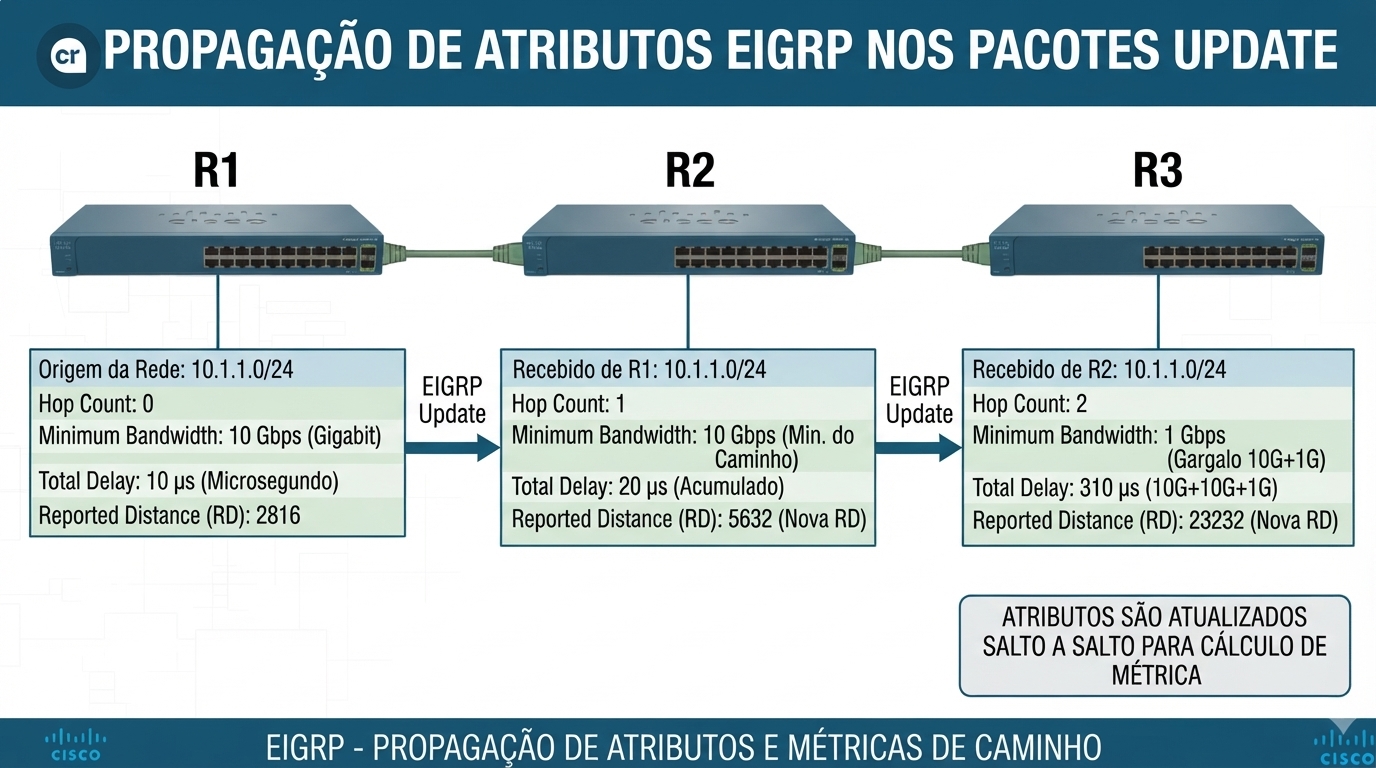 cr PROPAGAÇÃO DE ATRIBUTOS EIGRP NOS PACOTES UPDATE
R1
R2
R3
CISCO
CISCO
CISCO
Origem da Rede: 10.1.1.0/24
Hop Count: 0
Minimum Bandwidth: 10 Gbps (Gigabit)
Total Delay: 10 µs (Microsegundo)
Reported Distance (RD): 2816
EIGRP
Update
Recebido de R1: 10.1.1.0/24
Hop Count: 1
Minimum Bandwidth: 10 Gbps (Min. do
Caminho)
Total Delay: 20 µs (Acumulado)
Reported Distance (RD): 5632 (Nova RD)
EIGRP
Update
Recebido de R2: 10.1.1.0/24
Hop Count: 2
Minimum Bandwidth: 1 Gbps
(Gargalo 10G+1G)
Total Delay: 310 µs (10G+10G+1G)
Reported Distance (RD): 23232 (Nova RD)
ATRIBUTOS SÃO ATUALIZADOS
SALTO A SALTO PARA CÁLCULO DE
MÉTRICA
CISCO
EIGRP - PROPAGAÇÃO DE ATRIBUTOS E MÉTRICAS DE CAMINHO
CISCO